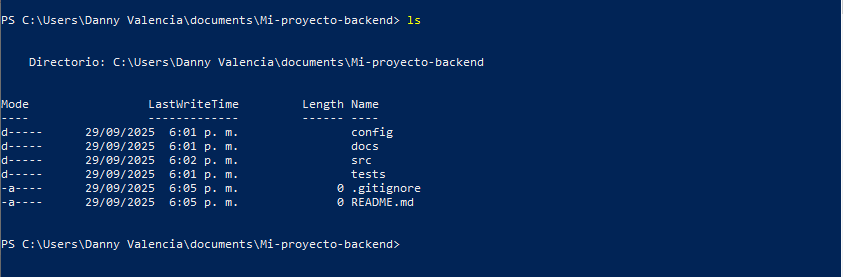 PS C:\Users\Danny Valencia\documents\Mi-proyecto-backend> ls
Directorio: C:\Users\Danny Valencia\documents\Mi-proyecto-backend
Mode                 LastWriteTime         Length Name
----                 -------------         ------ ----
d-----        29/09/2025  6:01 p. m.                config
d-----        29/09/2025  6:01 p. m.                docs
d-----        29/09/2025  6:02 p. m.                src
d-----        29/09/2025  6:01 p. m.                tests
-a----        29/09/2025  6:05 p. m.              0 .gitignore
-a----        29/09/2025  6:05 p. m.              0 README.md
PS C:\Users\Danny Valencia\documents\Mi-proyecto-backend>